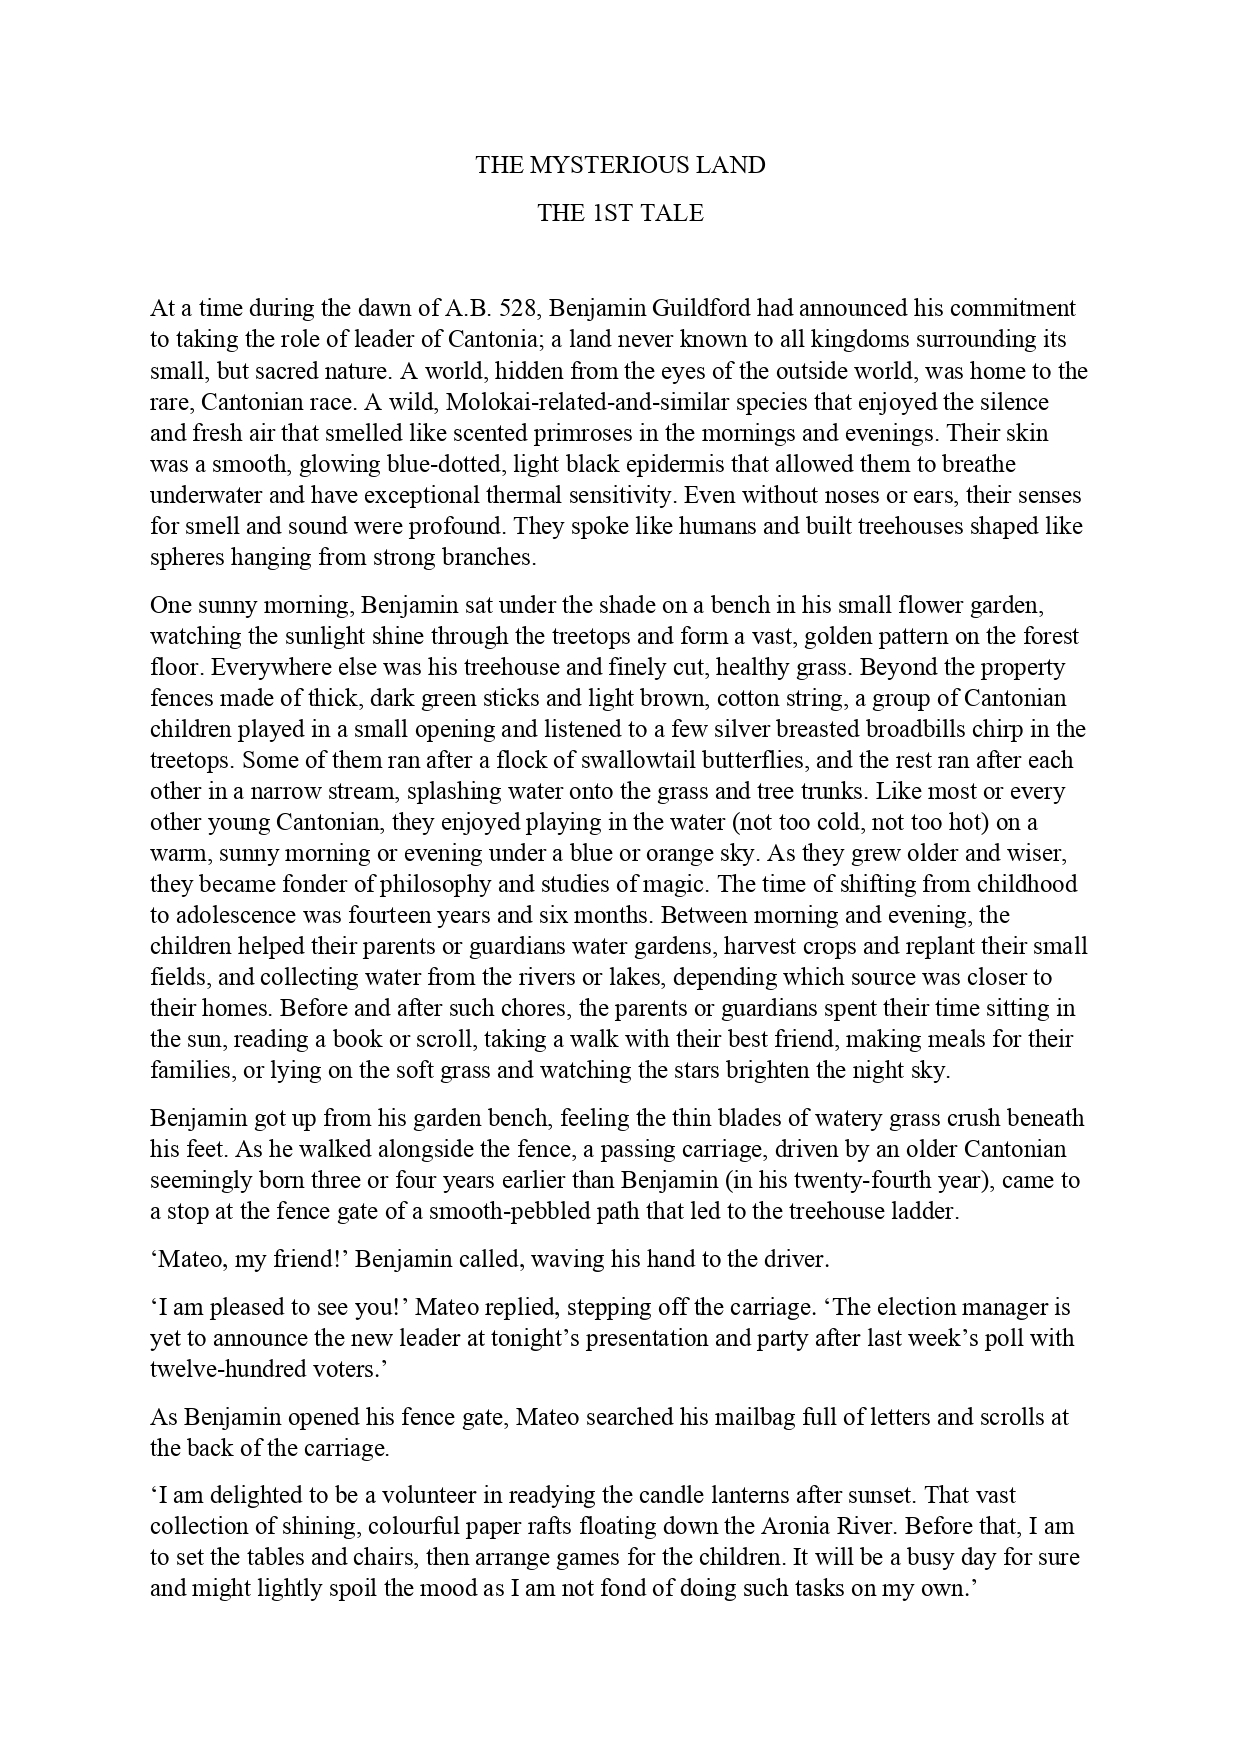 THE MYSTERIOUS LAND
THE 1ST TALE
At a time during the dawn of A.B. 528, Benjamin Guildford had announced his commitment
to taking the role of leader of Cantonia; a land never known to all kingdoms surrounding its
small, but sacred nature. A world, hidden from the eyes of the outside world, was home to the
rare, Cantonian race. A wild, Molokai-related-and-similar species that enjoyed the silence
and fresh air that smelled like scented primroses in the mornings and evenings. Their skin
was a smooth, glowing blue-dotted, light black epidermis that allowed them to breathe
underwater and have exceptional thermal sensitivity. Even without noses or ears, their senses
for smell and sound were profound. They spoke like humans and built treehouses shaped like
spheres hanging from strong branches.
One sunny morning, Benjamin sat under the shade on a bench in his small flower garden,
watching the sunlight shine through the treetops and form a vast, golden pattern on the forest
floor. Everywhere else was his treehouse and finely cut, healthy grass. Beyond the property
fences made of thick, dark green sticks and light brown, cotton string, a group of Cantonian
children played in a small opening and listened to a few silver breasted broadbills chirp in the
treetops. Some of them ran after a flock of swallowtail butterflies, and the rest ran after each
other in a narrow stream, splashing water onto the grass and tree trunks. Like most or every
other young Cantonian, they enjoyed playing in the water (not too cold, not too hot) on a
warm, sunny morning or evening under a blue or orange sky. As they grew older and wiser,
they became fonder of philosophy and studies of magic. The time of shifting from childhood
to adolescence was fourteen years and six months. Between morning and evening, the
children helped their parents or guardians water gardens, harvest crops and replant their small
fields, and collecting water from the rivers or lakes, depending which source was closer to
their homes. Before and after such chores, the parents or guardians spent their time sitting in
the sun, reading a book or scroll, taking a walk with their best friend, making meals for their
families, or lying on the soft grass and watching the stars brighten the night sky.
Benjamin got up from his garden bench, feeling the thin blades of watery grass crush beneath
his feet. As he walked alongside the fence, a passing carriage, driven by an older Cantonian
seemingly born three or four years earlier than Benjamin (in his twenty-fourth year), came to
a stop at the fence gate of a smooth-pebbled path that led to the treehouse ladder.
‘Mateo, my friend!’ Benjamin called, waving his hand to the driver.
‘I am pleased to see you!’ Mateo replied, stepping off the carriage. ‘The election manager is
yet to announce the new leader at tonight’s presentation and party after last week’s poll with
twelve-hundred voters.’
As Benjamin opened his fence gate, Mateo searched his mailbag full of letters and scrolls at
the back of the carriage.
‘I am delighted to be a volunteer in readying the candle lanterns after sunset. That vast
collection of shining, colourful paper rafts floating down the Aronia River. Before that, I am
to set the tables and chairs, then arrange games for the children. It will be a busy day for sure
and might lightly spoil the mood as I am not fond of doing such tasks on my own.’